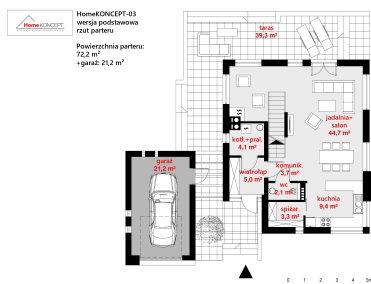 HomeKONCEPT
HomeKONCEPT-03
wersja podstawowa
rzut parteru
Powierzchnia parteru:
72,2 m²
+garaż: 21,2 m²
taras
39,3 m²
jadalnia+
salon
44,7 m²
kotł.+pral.
4,1 m²
garaż
21,2 m²
wiatrołap
5,0 m²
komunik.
3,7 m²
wc
2,1 m²
kuchnia
9,4 m²
spiżar.
3,3 m²
0 1 2 3 4 5m